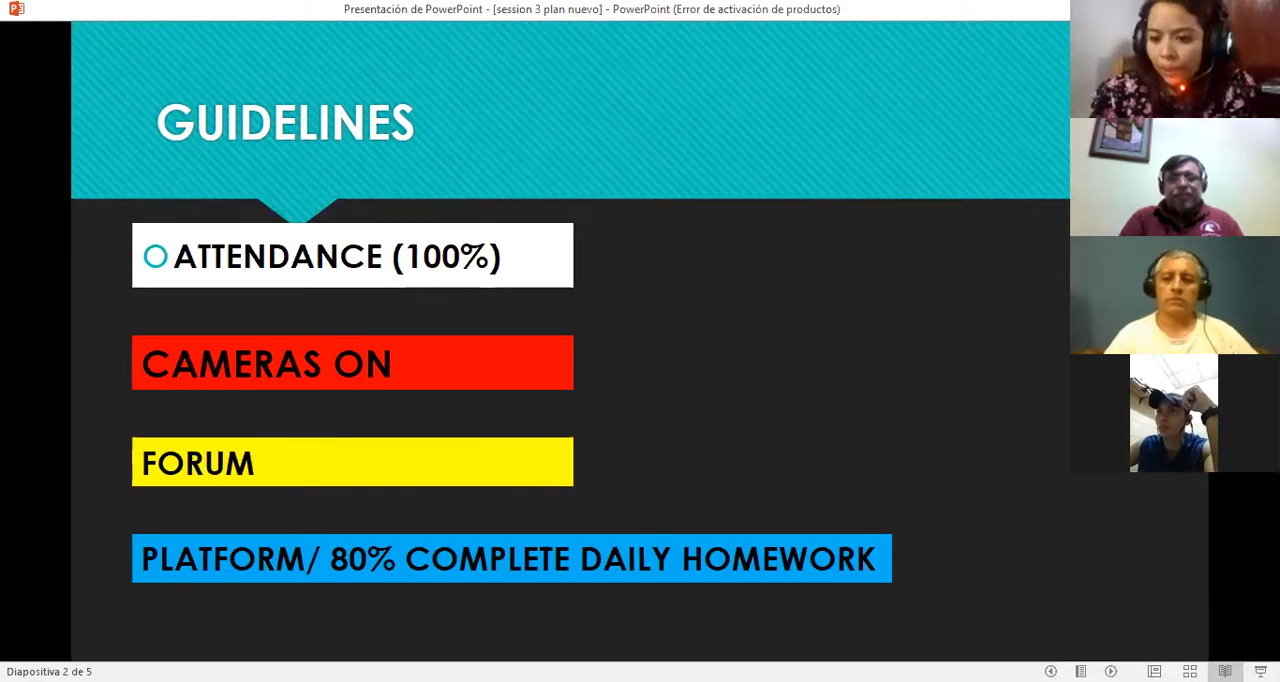 Presentación de PowerPoint - [session 3 plan nuevo] - PowerPoint (Error de activación de productos)
GUIDELINES
ATTENDANCE (100%)
CAMERAS ON
FORUM
PLATFORM/ 80% COMPLETE DAILY HOMEWORK
Diapositiva 2 de 5